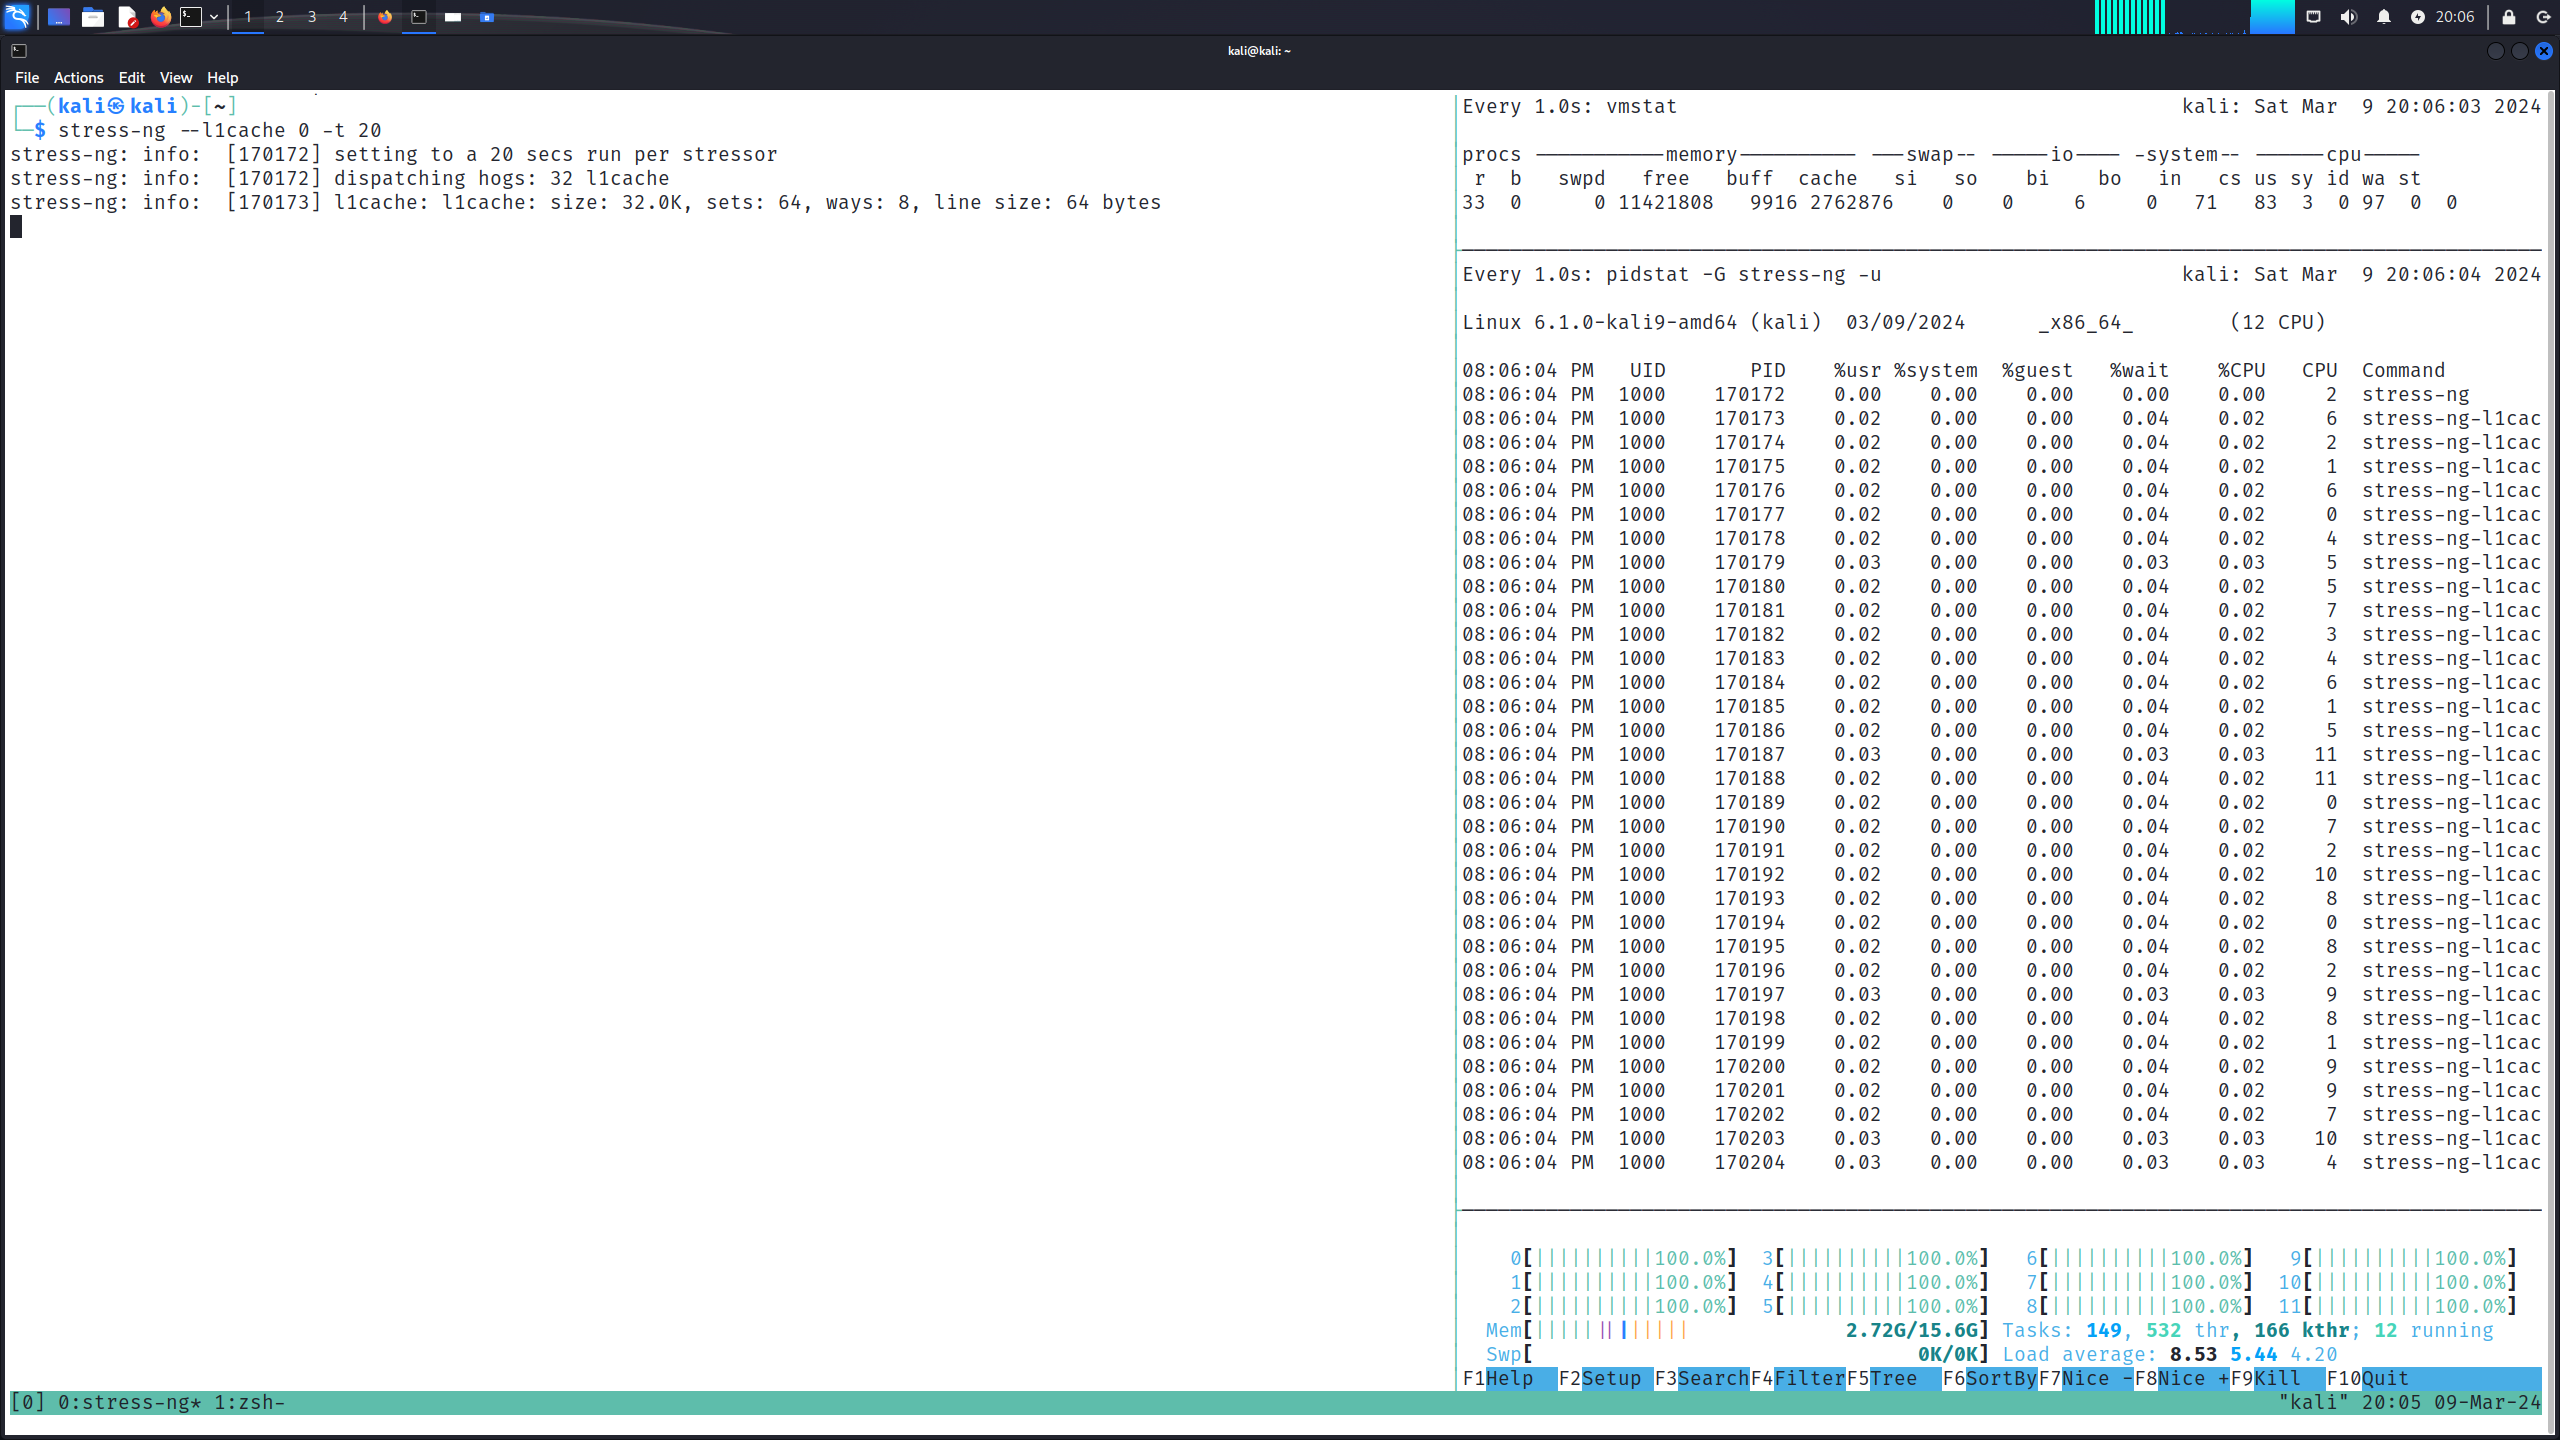 1 2 3 4 20:06
kali@kali: ~
File Actions Edit View Help
┌──(kali㉿kali)-[~]
└─$ stress-ng --l1cache 0 -t 20
stress-ng: info:  [170172] setting to a 20 secs run per stressor
stress-ng: info:  [170172] dispatching hogs: 32 l1cache
stress-ng: info:  [170173] l1cache: l1cache: size: 32.0K, sets: 64, ways: 8, line size: 64 bytes
Every 1.0s: vmstat kali: Sat Mar  9 20:06:03 2024
procs -----------memory---------- ---swap-- -----io---- -system-- ------cpu-----
r b swpd free buff cache si so bi bo in cs us sy id wa st
33 0 0 11421808 9916 2762876 0 0 6 0 71 83 3 0 97 0 0
Every 1.0s: pidstat -G stress-ng -u kali: Sat Mar  9 20:06:04 2024
Linux 6.1.0-kali9-amd64 (kali) 03/09/2024 _x86_64_ (12 CPU)
08:06:04 PM UID PID %usr %system %guest %wait %CPU CPU Command
08:06:04 PM 1000 170172 0.00 0.00 0.00 0.00 0.00 2 stress-ng
08:06:04 PM 1000 170173 0.02 0.00 0.00 0.04 0.02 6 stress-ng-l1cac
08:06:04 PM 1000 170174 0.02 0.00 0.00 0.04 0.02 2 stress-ng-l1cac
08:06:04 PM 1000 170175 0.02 0.00 0.00 0.04 0.02 1 stress-ng-l1cac
08:06:04 PM 1000 170176 0.02 0.00 0.00 0.04 0.02 6 stress-ng-l1cac
08:06:04 PM 1000 170177 0.02 0.00 0.00 0.04 0.02 0 stress-ng-l1cac
08:06:04 PM 1000 170178 0.02 0.00 0.00 0.04 0.02 4 stress-ng-l1cac
08:06:04 PM 1000 170179 0.03 0.00 0.00 0.03 0.03 5 stress-ng-l1cac
08:06:04 PM 1000 170180 0.02 0.00 0.00 0.04 0.02 5 stress-ng-l1cac
08:06:04 PM 1000 170181 0.02 0.00 0.00 0.04 0.02 7 stress-ng-l1cac
08:06:04 PM 1000 170182 0.02 0.00 0.00 0.04 0.02 3 stress-ng-l1cac
08:06:04 PM 1000 170183 0.02 0.00 0.00 0.04 0.02 4 stress-ng-l1cac
08:06:04 PM 1000 170184 0.02 0.00 0.00 0.04 0.02 6 stress-ng-l1cac
08:06:04 PM 1000 170185 0.02 0.00 0.00 0.04 0.02 1 stress-ng-l1cac
08:06:04 PM 1000 170186 0.02 0.00 0.00 0.04 0.02 5 stress-ng-l1cac
08:06:04 PM 1000 170187 0.03 0.00 0.00 0.03 0.03 11 stress-ng-l1cac
08:06:04 PM 1000 170188 0.02 0.00 0.00 0.04 0.02 11 stress-ng-l1cac
08:06:04 PM 1000 170189 0.02 0.00 0.00 0.04 0.02 0 stress-ng-l1cac
08:06:04 PM 1000 170190 0.02 0.00 0.00 0.04 0.02 7 stress-ng-l1cac
08:06:04 PM 1000 170191 0.02 0.00 0.00 0.04 0.02 2 stress-ng-l1cac
08:06:04 PM 1000 170192 0.02 0.00 0.00 0.04 0.02 10 stress-ng-l1cac
08:06:04 PM 1000 170193 0.02 0.00 0.00 0.04 0.02 8 stress-ng-l1cac
08:06:04 PM 1000 170194 0.02 0.00 0.00 0.04 0.02 0 stress-ng-l1cac
08:06:04 PM 1000 170195 0.02 0.00 0.00 0.04 0.02 8 stress-ng-l1cac
08:06:04 PM 1000 170196 0.02 0.00 0.00 0.04 0.02 2 stress-ng-l1cac
08:06:04 PM 1000 170197 0.03 0.00 0.00 0.03 0.03 9 stress-ng-l1cac
08:06:04 PM 1000 170198 0.02 0.00 0.00 0.04 0.02 8 stress-ng-l1cac
08:06:04 PM 1000 170199 0.02 0.00 0.00 0.04 0.02 1 stress-ng-l1cac
08:06:04 PM 1000 170200 0.02 0.00 0.00 0.04 0.02 9 stress-ng-l1cac
08:06:04 PM 1000 170201 0.02 0.00 0.00 0.04 0.02 9 stress-ng-l1cac
08:06:04 PM 1000 170202 0.02 0.00 0.00 0.04 0.02 7 stress-ng-l1cac
08:06:04 PM 1000 170203 0.03 0.00 0.00 0.03 0.03 10 stress-ng-l1cac
08:06:04 PM 1000 170204 0.03 0.00 0.00 0.03 0.03 4 stress-ng-l1cac
0[||||||||||100.0%] 3[||||||||||100.0%] 6[||||||||||100.0%] 9[||||||||||100.0%]
1[||||||||||100.0%] 4[||||||||||100.0%] 7[||||||||||100.0%] 10[||||||||||100.0%]
2[||||||||||100.0%] 5[||||||||||100.0%] 8[||||||||||100.0%] 11[||||||||||100.0%]
Mem[||||||||||||| 2.72G/15.6G] Tasks: 149, 532 thr, 166 kthr; 12 running
Swp[ 0K/0K] Load average: 8.53 5.44 4.20
F1Help F2Setup F3SearchF4FilterF5Tree F6SortByF7Nice -F8Nice +F9Kill F10Quit
[0] 0:stress-ng* 1:zsh- "kali" 20:05 09-Mar-24